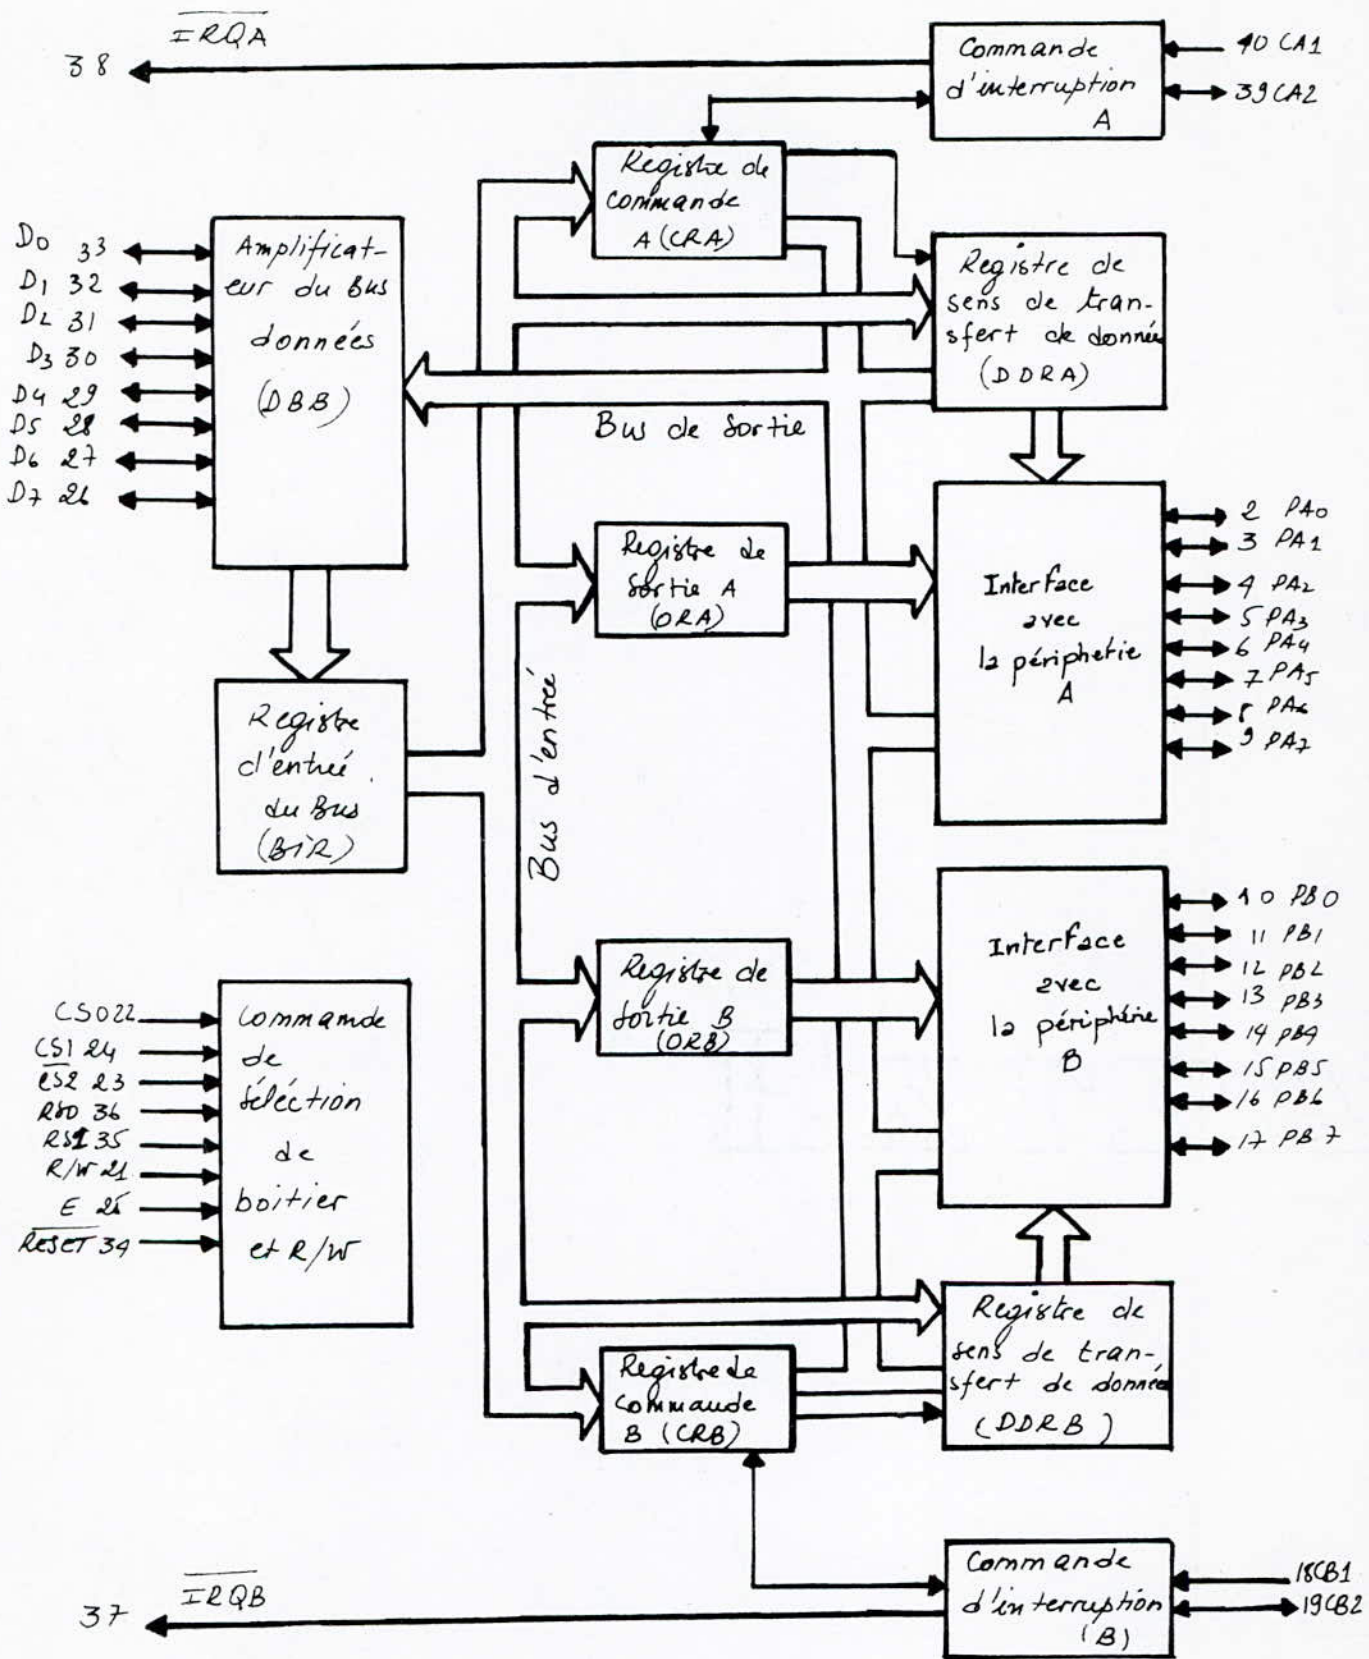 IRQA
38
Commande
d'interruption
A
40 CA1
39 CA2
Registre de
commande
A (CRA)
D0 33
D1 32
D2 31
D3 30
D4 29
D5 28
D6 27
D7 26
Amplificat-
eur du Bus
données
(DBB)
Registre de
sens de tran-
sfert de donnée
(DDRA)
Bus de sortie
Registre de
sortie A
(ORA)
Interface
avec
la périphetie
A
2 PA0
3 PA1
4 PA2
5 PA3
6 PA4
7 PA5
8 PA6
9 PA7
Registre
d'entrée
du Bus
(BiR)
Bus d'entrée
Registre de
sortie B
(ORB)
Interface
avec
la périphérie
B
10 PB0
11 PB1
12 PB2
13 PB3
14 PB4
15 PB5
16 PB6
17 PB7
CS0 22
CS1 24
CS2 23
RS0 36
RS1 35
R/W 21
E 25
RESET 34
Commande
de
séléction
de
boitier
et R/W
Registre de
sens de tran-
sfert de donnée
(DDRB)
Registre de
commande
B (CRB)
Commande
d'interruption
(B)
18 CB1
19 CB2
IRQB
37